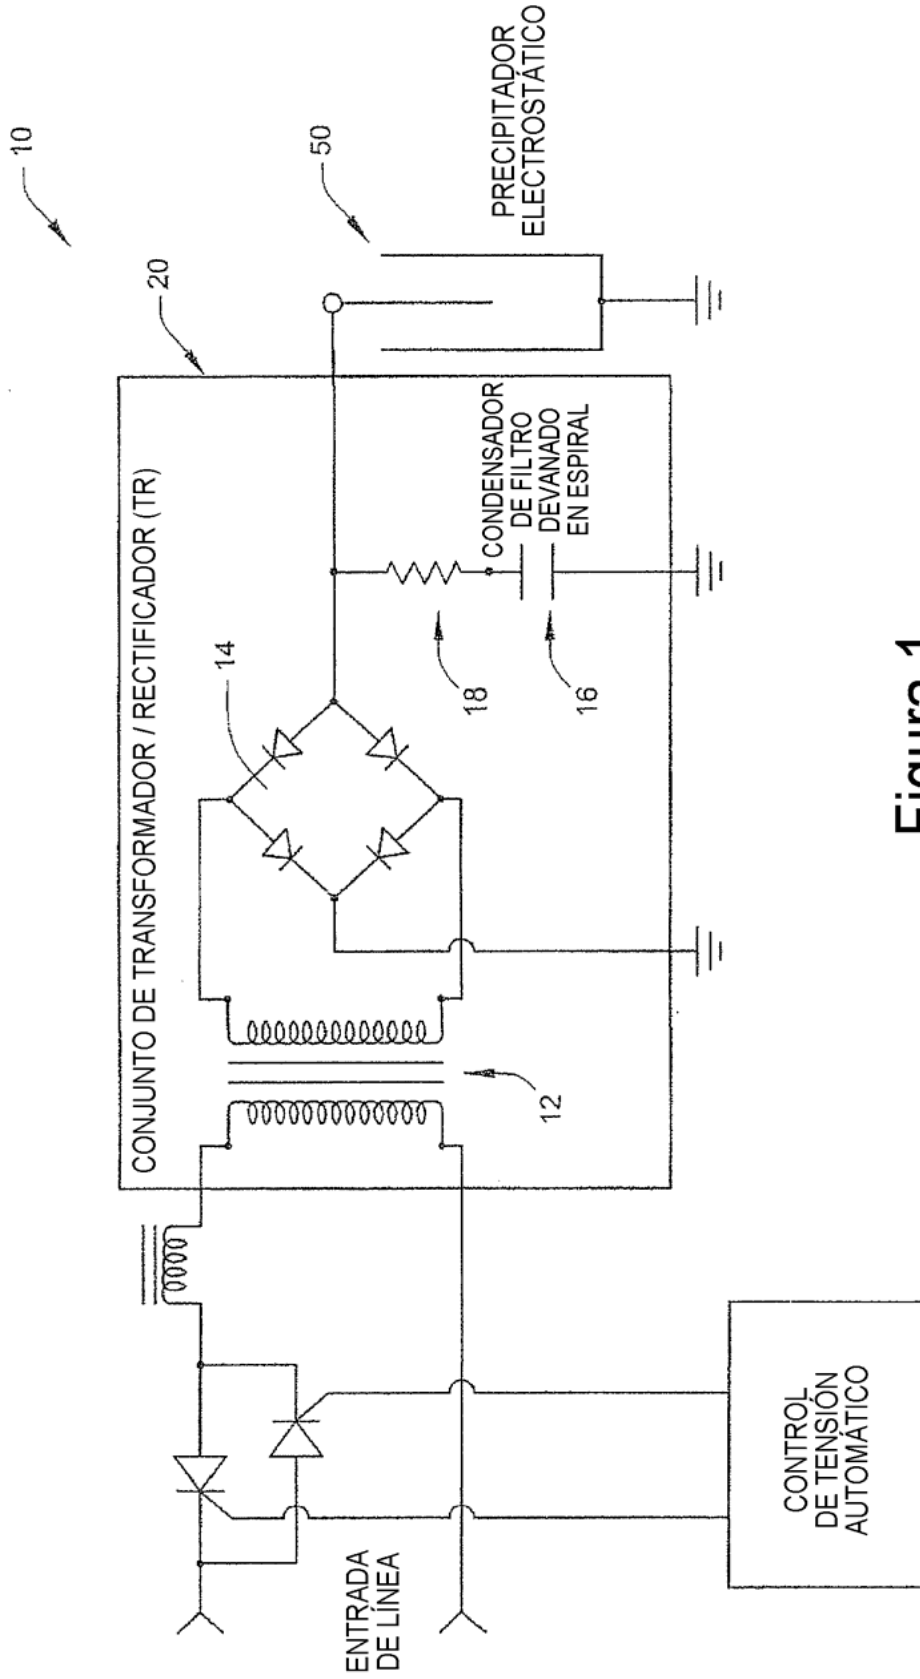 10
CONJUNTO DE TRANSFORMADOR / RECTIFICADOR (TR)
20
50
14
PRECIPITADOR
ELECTROSTÁTICO
CONDENSADOR
DE FILTRO
DEVANADO
EN ESPIRAL
18
16
12
ENTRADA
DE LÍNEA
CONTROL
DE TENSIÓN
AUTOMÁTICO
Figura 1